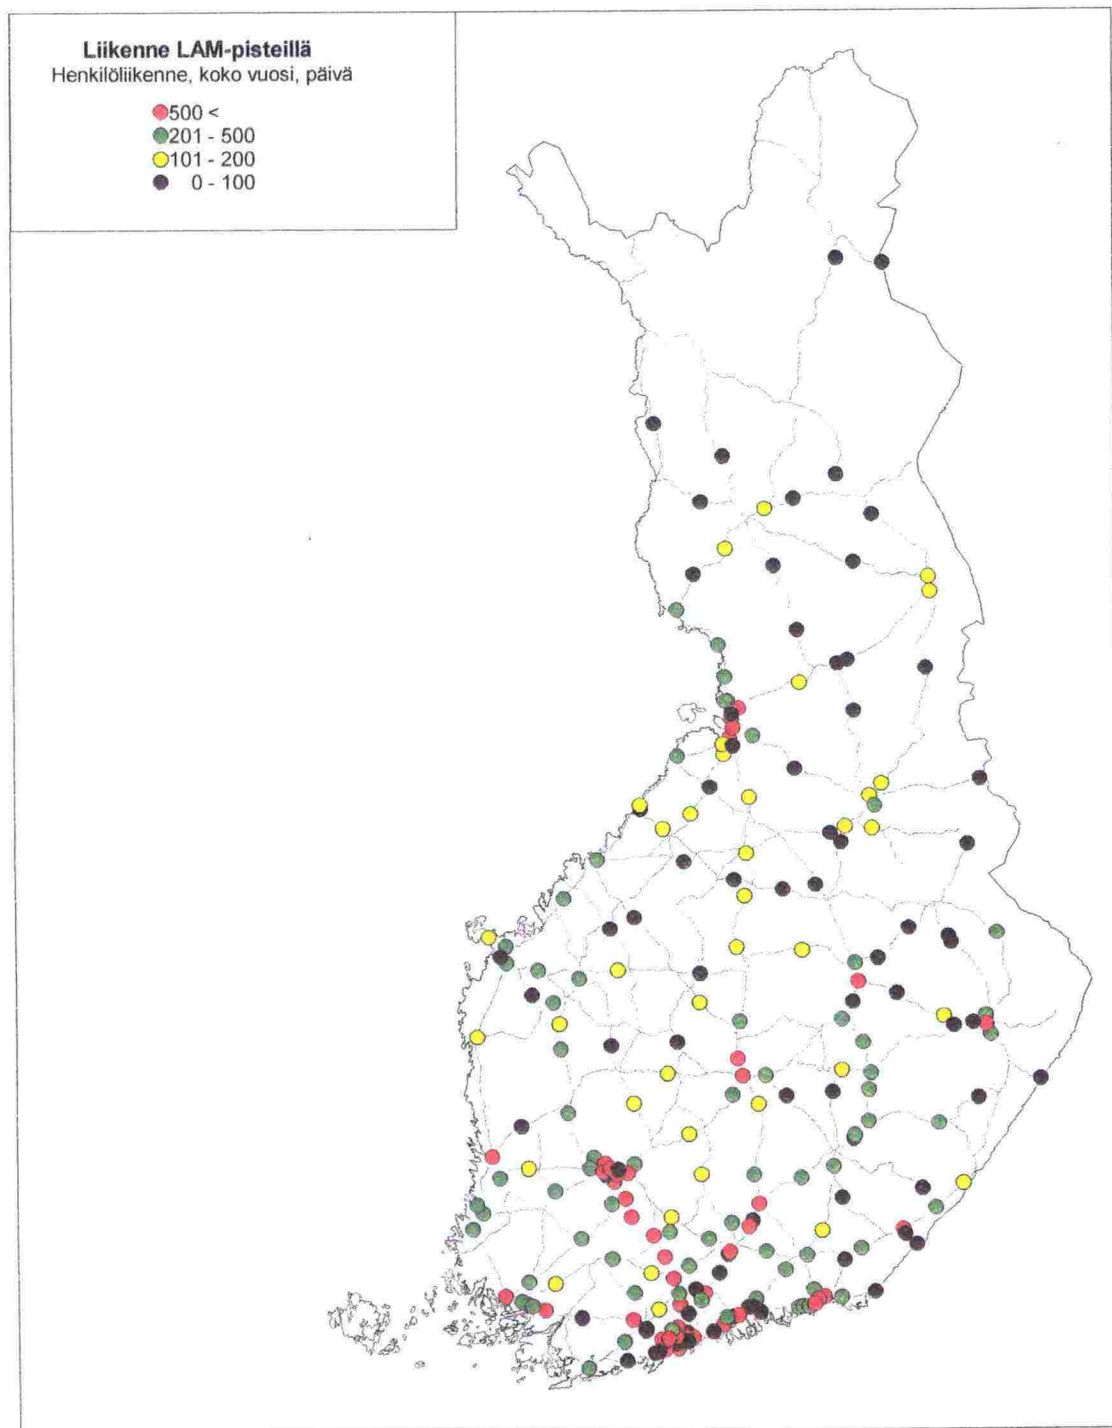 Liikenne LAM-pisteillä
Henkilöliikenne, koko vuosi, päivä
500 <
201 - 500
101 - 200
0 - 100